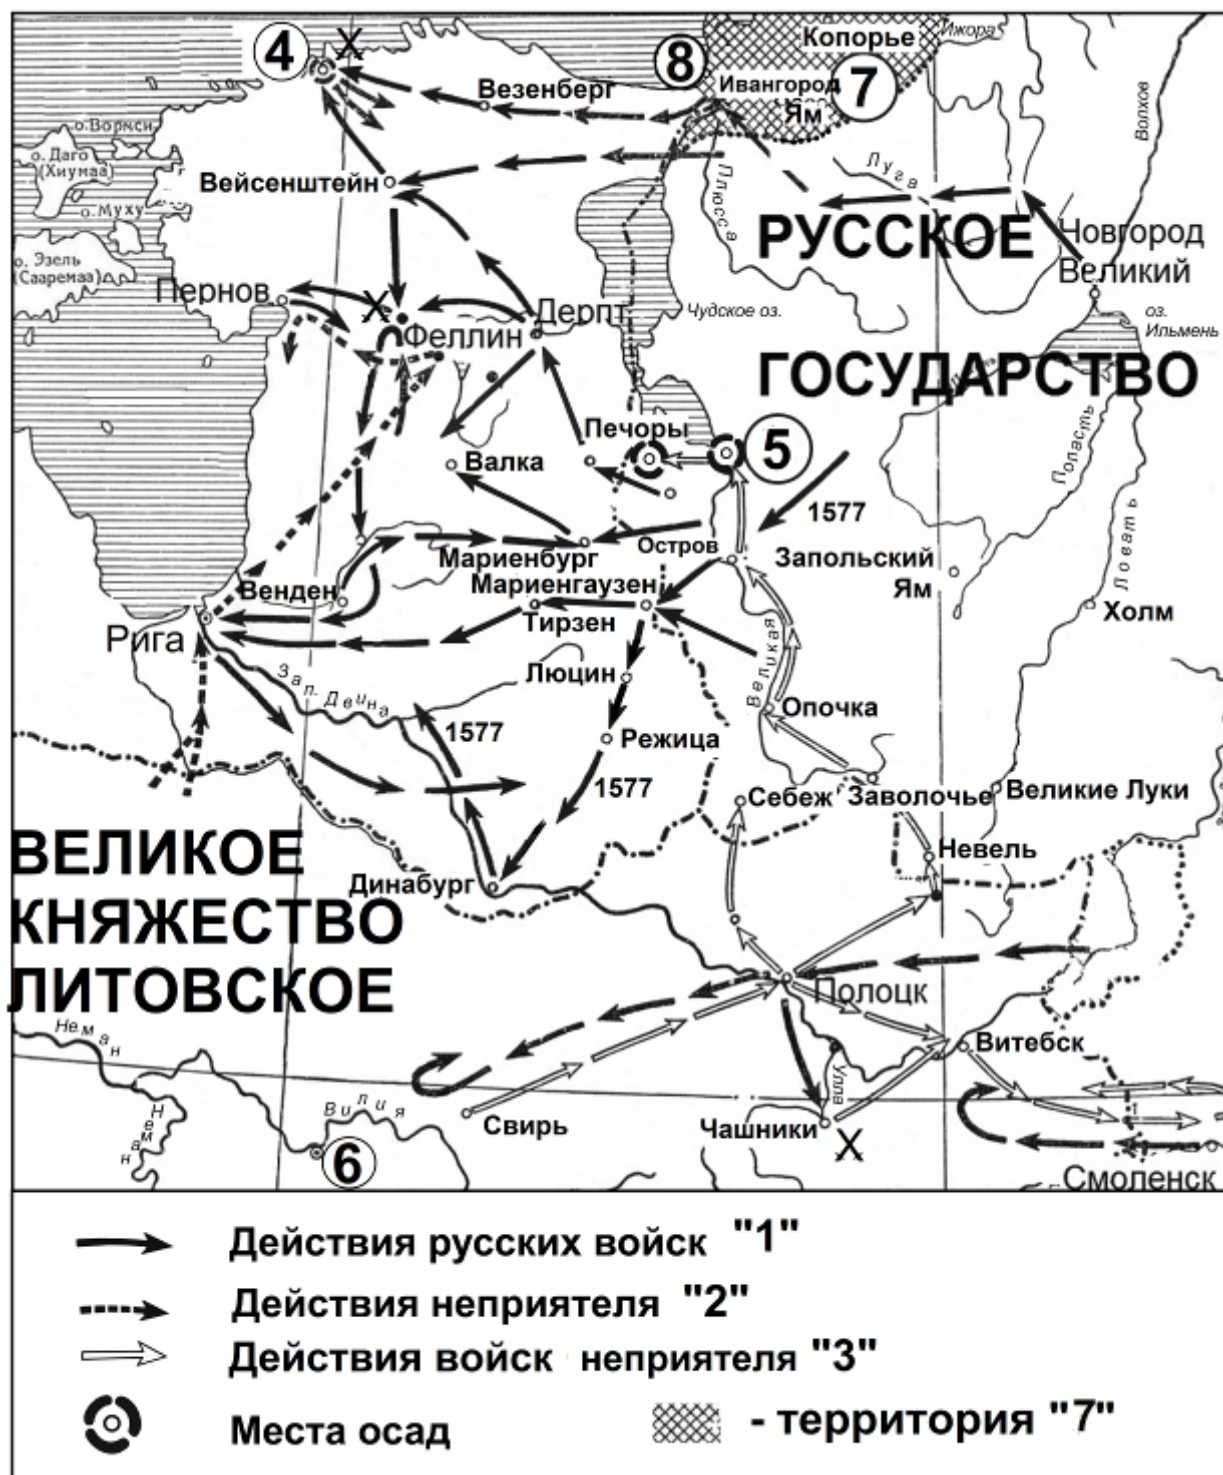 4
X
8
Копорье
Ижора
7
Ивангород
Ям
Везенберг
о. Вормси
о. Даго
(Хиумаа)
о. Муху
о. Эзель
(Сааремаа)
Вейсенштейн
Плюсса
Луга
Волхов
РУССКОЕ
Человгород
Великий
Пернов
X
Феллин
Дерпт
Чудское оз.
оз.
Ильмень
ГОСУДАРСТВО
Печоры
5
Валка
1577
Ловать
Мариенбург
Остров
Запольский
Ям
Мариенгаузен
Венден
Холм
Тирзен
Рига
Великая
Люцин
Зап. Двина
Опочка
1577
Режица
1577
Себеж
Заволочье
Великие Луки
ВЕЛИКОЕ
КНЯЖЕСТВО
ЛИТОВСКОЕ
Невель
Динабург
Полоцк
Неман
Витебск
Улла
Вилия
Неман
Свирь
Чашники
X
6
Смоленск
Действия русских войск "1"
Действия неприятеля "2"
Действия войск неприятеля "3"
Места осад
- территория "7"